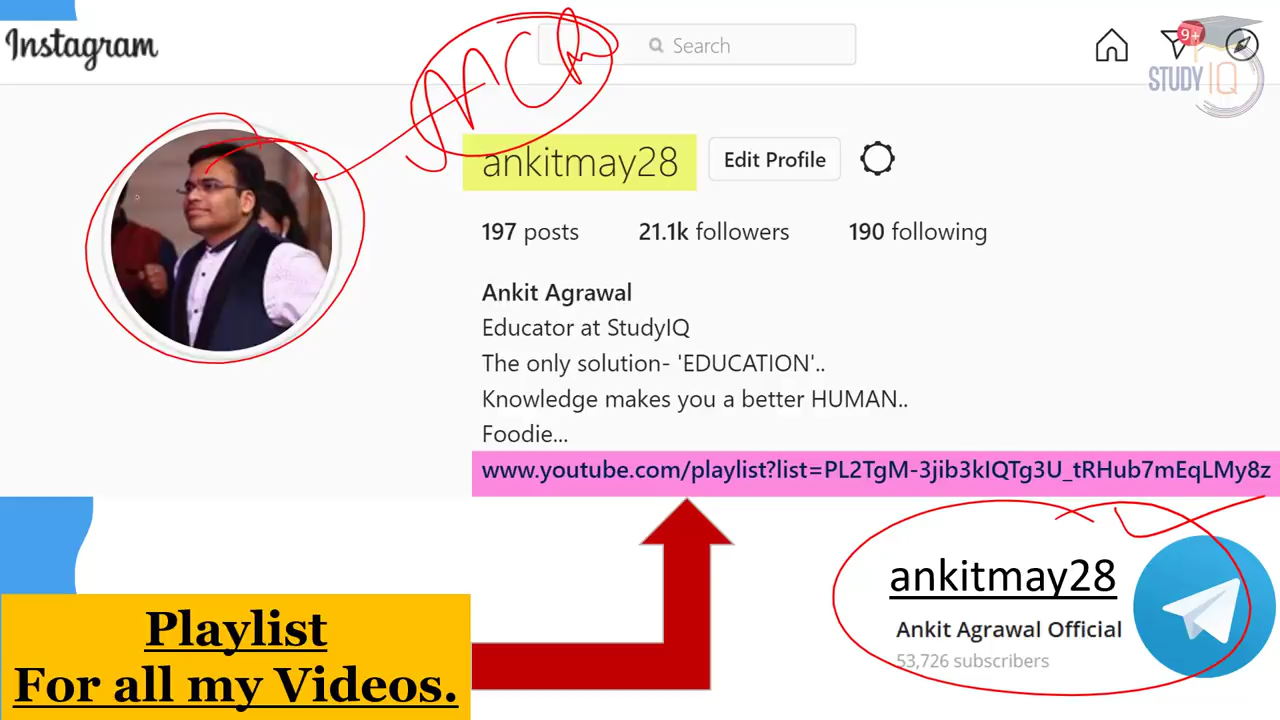 Instagram
Search
9+
STUDY IQ
ankitmay28
Edit Profile
197 posts 21.1k followers 190 following
Ankit Agrawal
Educator at StudyIQ
The only solution- 'EDUCATION'..
Knowledge makes you a better HUMAN..
Foodie...
www.youtube.com/playlist?list=PL2TgM-3jib3kIQTg3U_tRHub7mEqLMy8z
ankitmay28
Ankit Agrawal Official
53,726 subscribers
Playlist
For all my Videos.